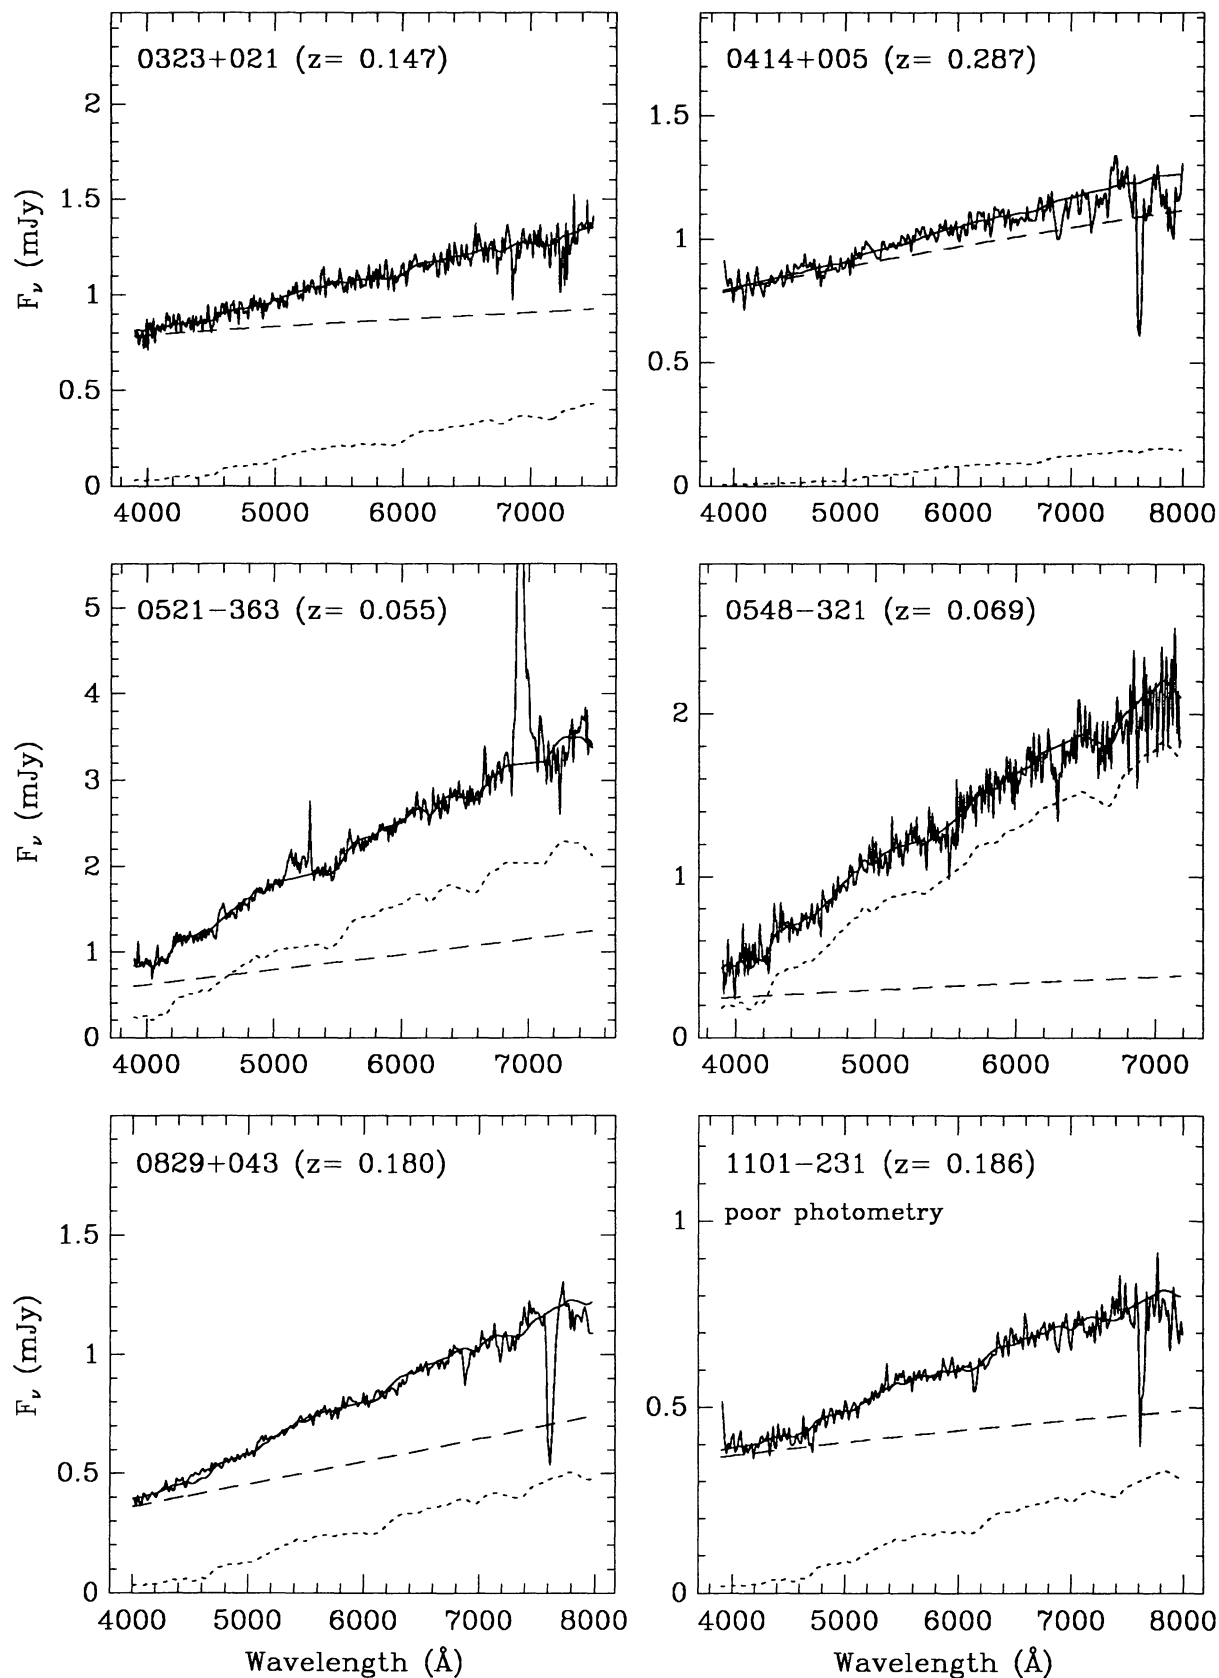 0323+021 (z= 0.147)
2
1.5
1
0.5
0
F_ν (mJy)
4000 5000 6000 7000
0414+005 (z= 0.287)
1.5
1
0.5
0
4000 5000 6000 7000 8000
0521−363 (z= 0.055)
5
4
3
2
1
0
F_ν (mJy)
4000 5000 6000 7000
0548−321 (z= 0.069)
2
1
0
4000 5000 6000 7000
0829+043 (z= 0.180)
1.5
1
0.5
0
F_ν (mJy)
4000 5000 6000 7000 8000
Wavelength (Å)
1101−231 (z= 0.186)
poor photometry
1
0.5
0
4000 5000 6000 7000 8000
Wavelength (Å)